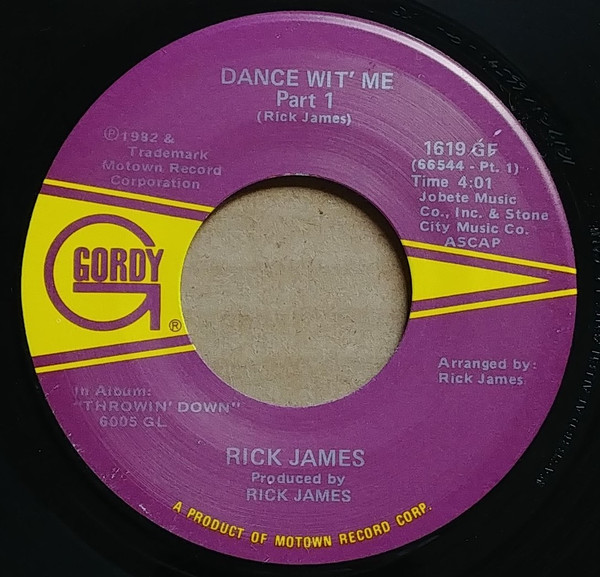 DANCE WIT' ME
Part 1
(Rick James)
℗1982 &
Trademark
Motown Record
Corporation
1619 GF
(66544 - Pt. 1)
Time 4:01
Jobete Music
Co., Inc. & Stone
City Music Co.
ASCAP
GORDY
G
®
Arranged by:
Rick James
In Album:
"THROWIN' DOWN"
6005 GL
RICK JAMES
Produced by
RICK JAMES
A PRODUCT OF MOTOWN RECORD CORP.